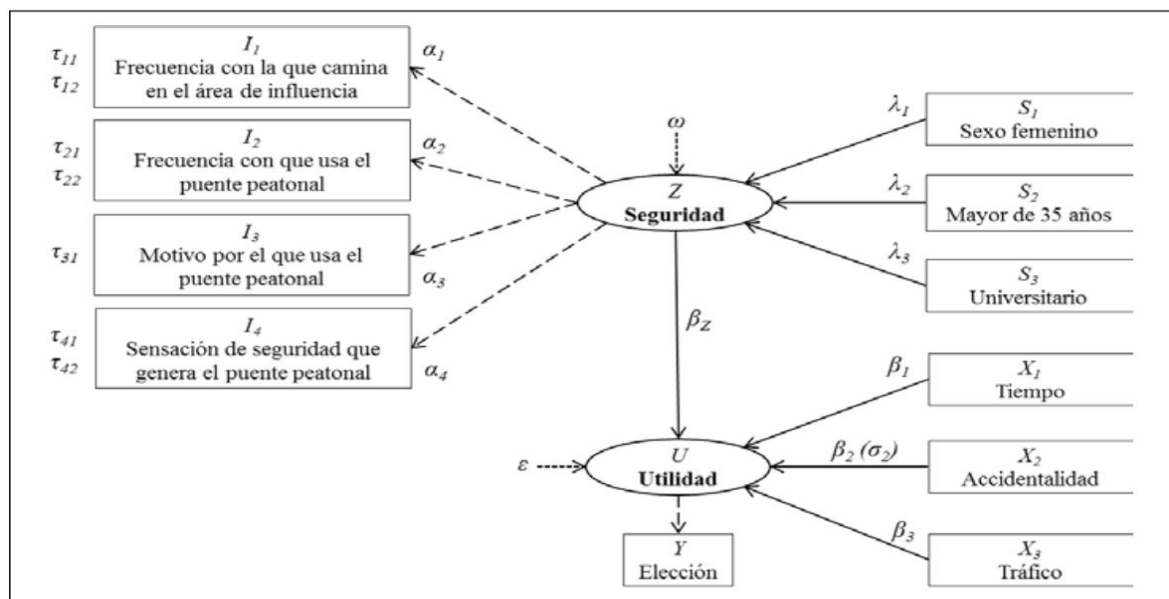 τ11
τ12
I1
Frecuencia con la que camina
en el área de influencia
α1
τ21
τ22
I2
Frecuencia con que usa el
puente peatonal
α2
τ31
I3
Motivo por el que usa el
puente peatonal
α3
τ41
τ42
I4
Sensación de seguridad que
genera el puente peatonal
α4
ω
Z
Seguridad
λ1
S1
Sexo femenino
λ2
S2
Mayor de 35 años
λ3
S3
Universitario
βZ
β1
X1
Tiempo
ε
U
Utilidad
β2 (σ2)
X2
Accidentalidad
β3
X3
Tráfico
Y
Elección